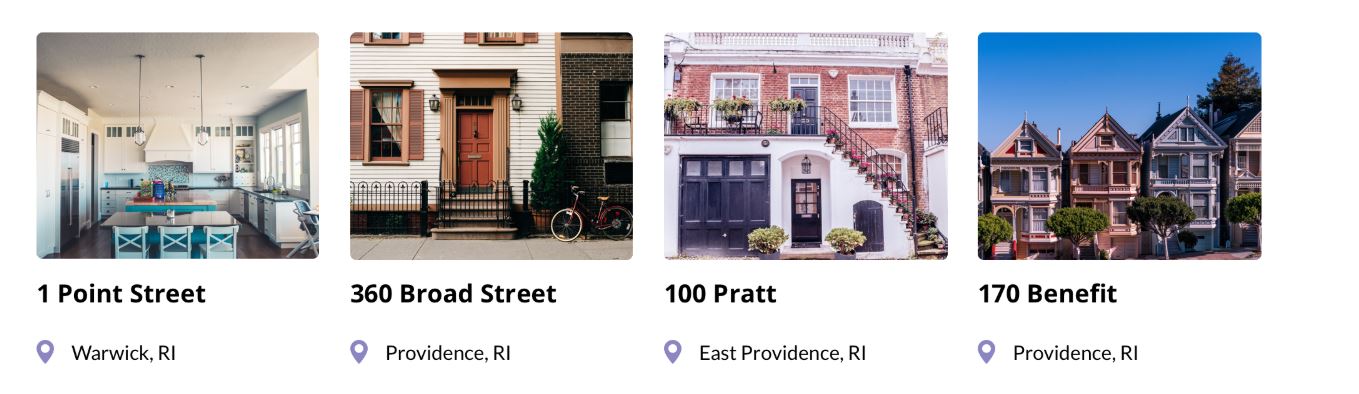 1 Point Street
Warwick, RI
360 Broad Street
Providence, RI
100 Pratt
East Providence, RI
170 Benefit
Providence, RI